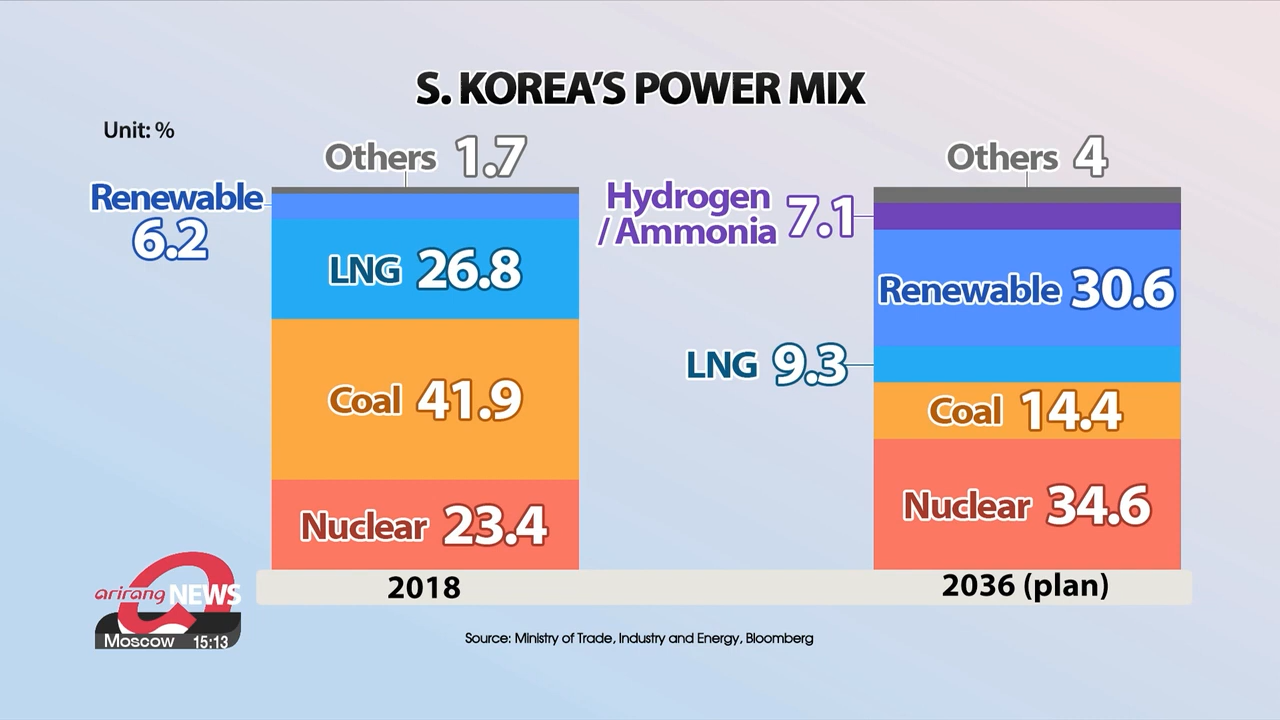 S. KOREA'S POWER MIX
Unit: %
Others 1.7
Renewable
6.2
LNG 26.8
Coal 41.9
Nuclear 23.4
2018
Others 4
Hydrogen
/ Ammonia 7.1
Renewable 30.6
LNG 9.3
Coal 14.4
Nuclear 34.6
2036 (plan)
arirang NEWS
Moscow 15:13
Source: Ministry of Trade, Industry and Energy, Bloomberg